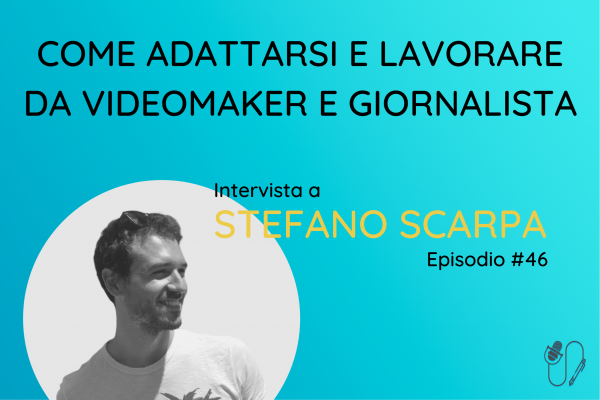 COME ADATTARSI E LAVORARE
DA VIDEOMAKER E GIORNALISTA
Intervista a
STEFANO SCARPA
Episodio #46